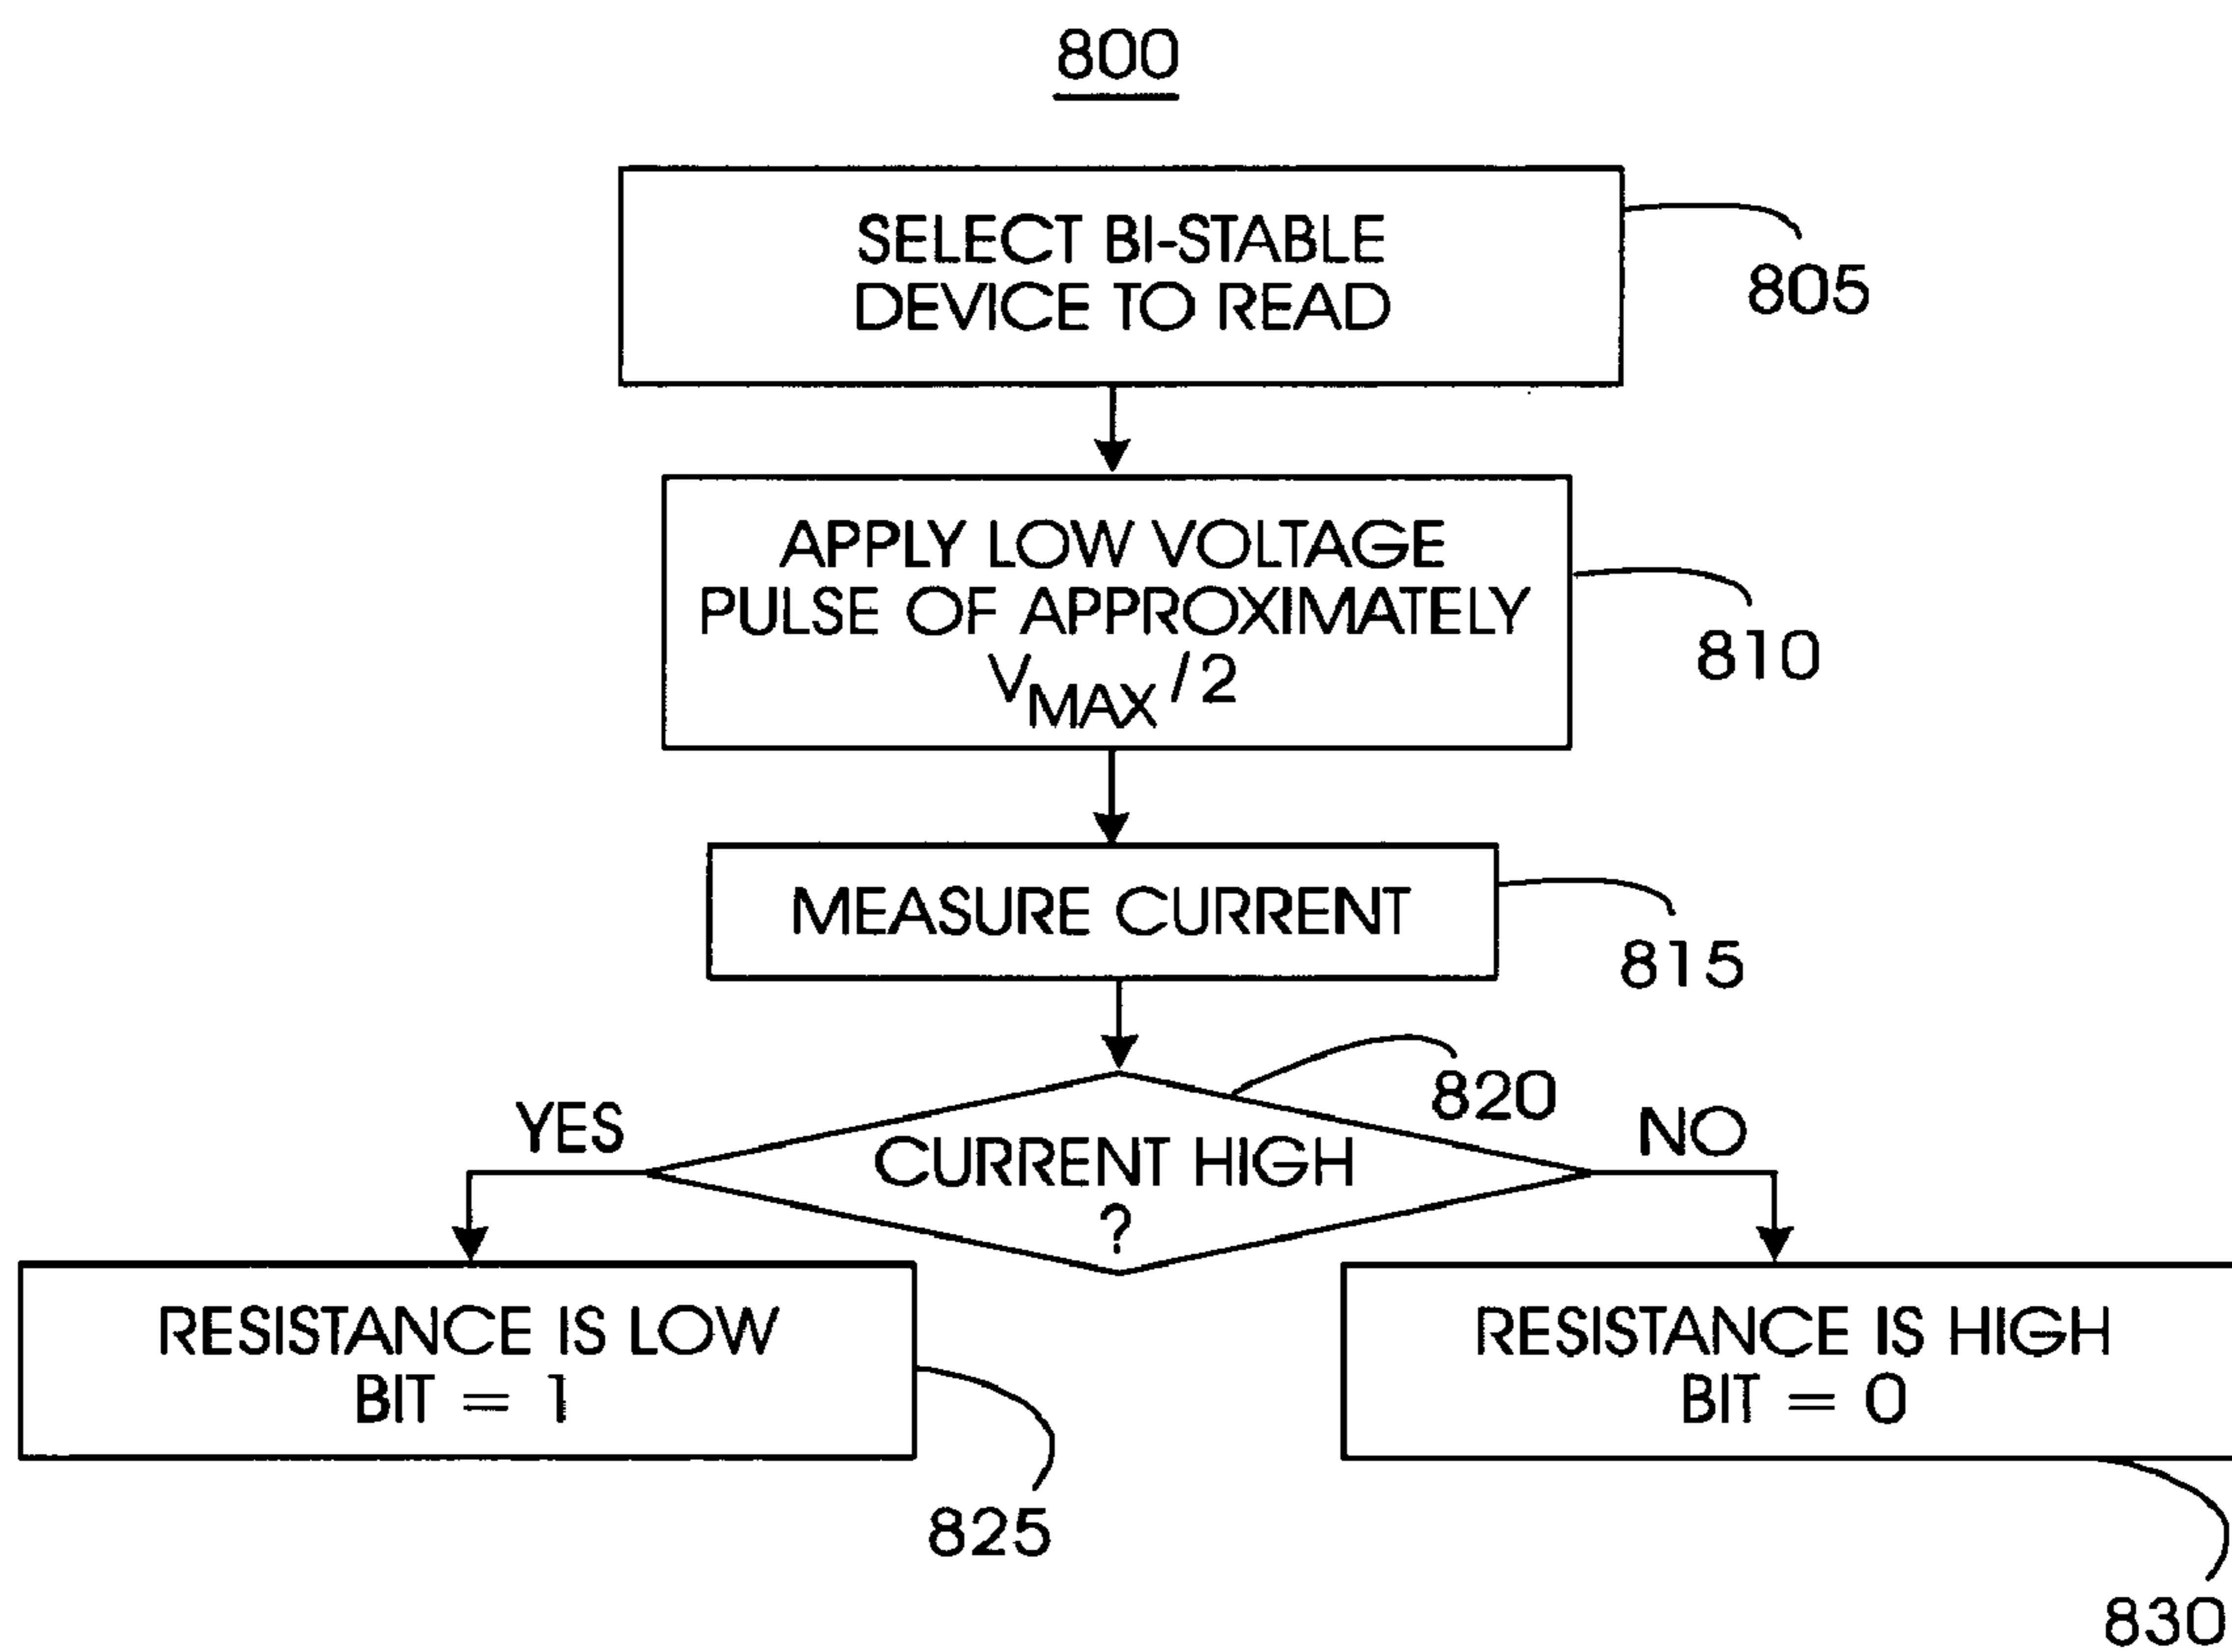 800
SELECT BI-STABLE
DEVICE TO READ
805
APPLY LOW VOLTAGE
PULSE OF APPROXIMATELY
VMAX /2
810
MEASURE CURRENT
815
820
YES
NO
CURRENT HIGH
?
RESISTANCE IS LOW
BIT = 1
825
RESISTANCE IS HIGH
BIT = 0
830